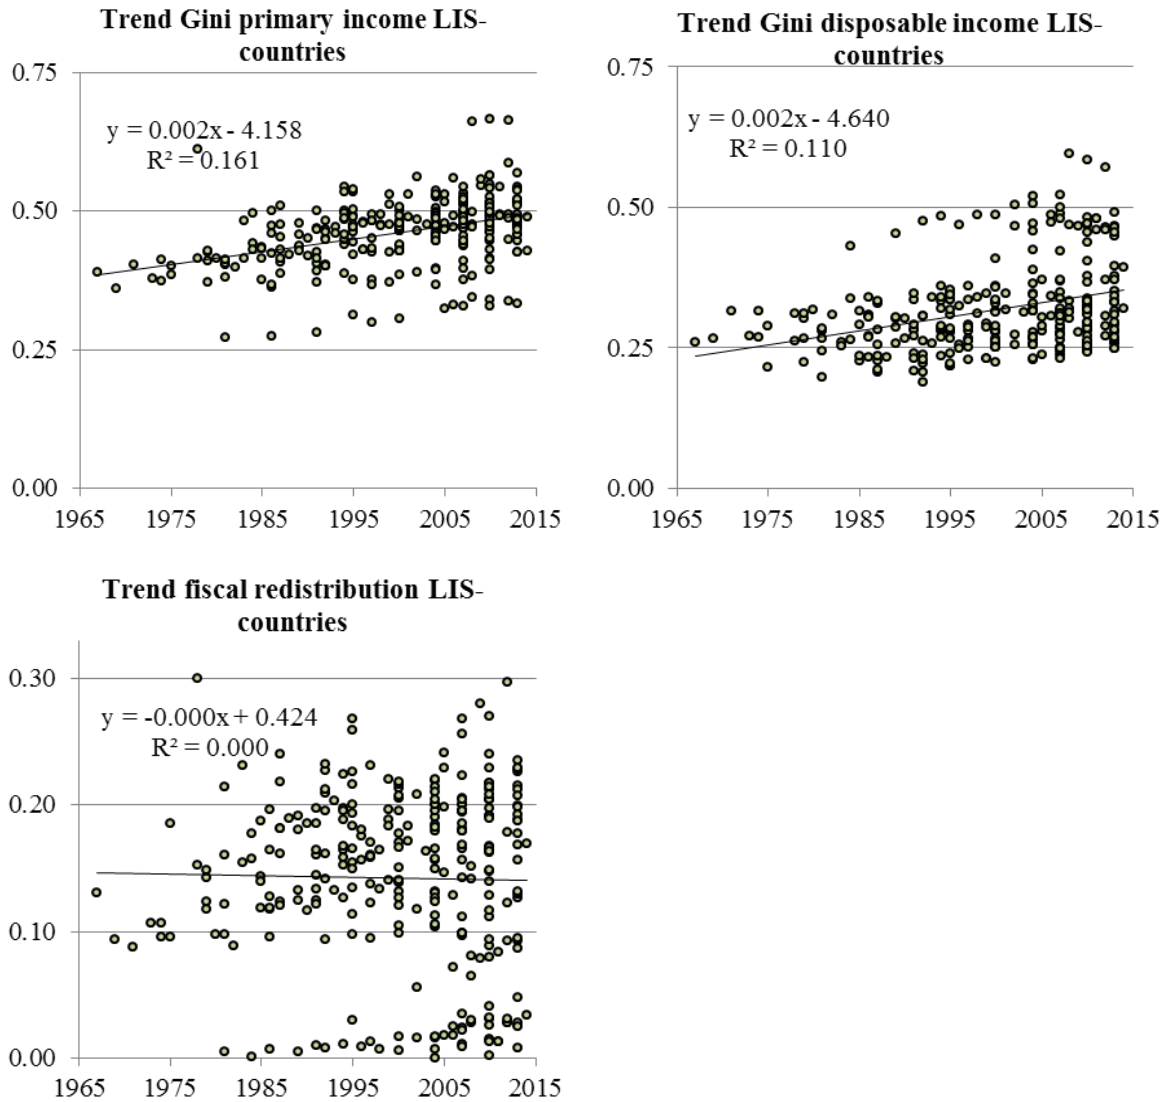 Trend Gini primary income LIS-
countries
0.75
y = 0.002x - 4.158
R² = 0.161
0.50
0.25
0.00
1965 1975 1985 1995 2005 2015
Trend Gini disposable income LIS-
countries
0.75
y = 0.002x - 4.640
R² = 0.110
0.50
0.25
0.00
1965 1975 1985 1995 2005 2015
Trend fiscal redistribution LIS-
countries
0.30
y = -0.000x + 0.424
R² = 0.000
0.20
0.10
0.00
1965 1975 1985 1995 2005 2015